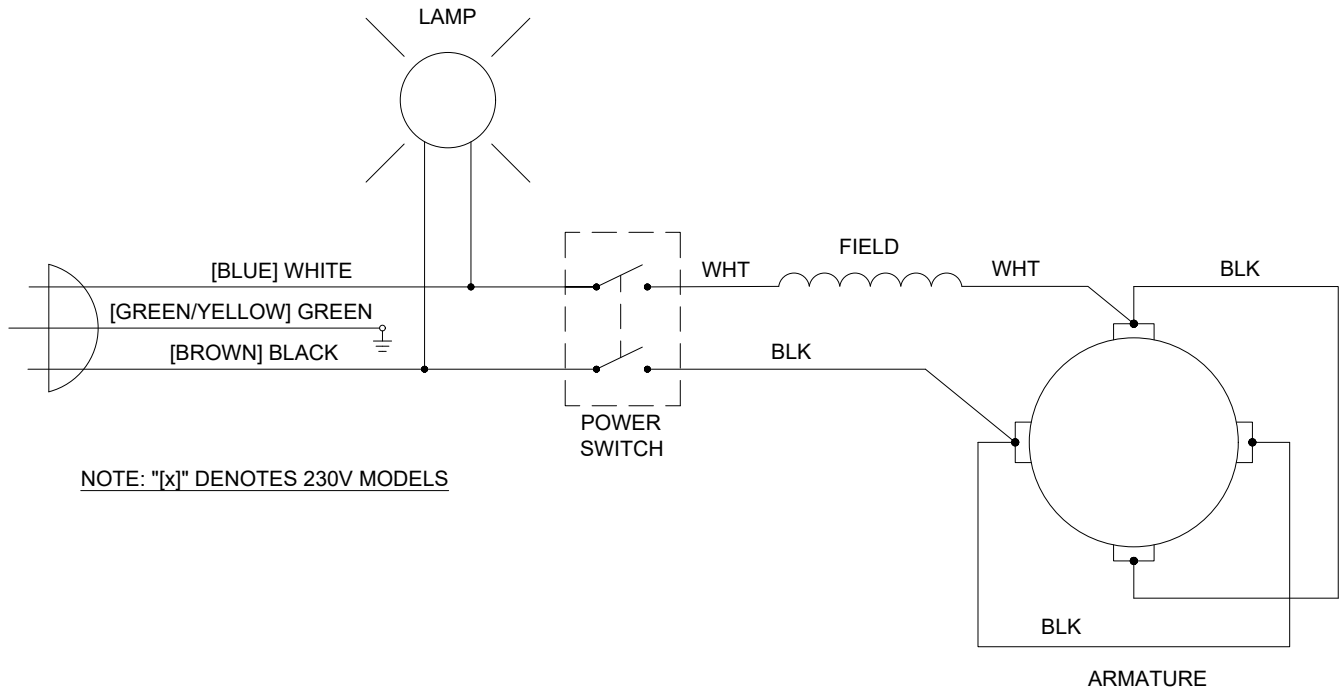 LAMP
[BLUE] WHITE
[GREEN/YELLOW] GREEN
[BROWN] BLACK
POWER
SWITCH
WHT
FIELD
WHT
BLK
BLK
BLK
ARMATURE
NOTE: "[x]" DENOTES 230V MODELS